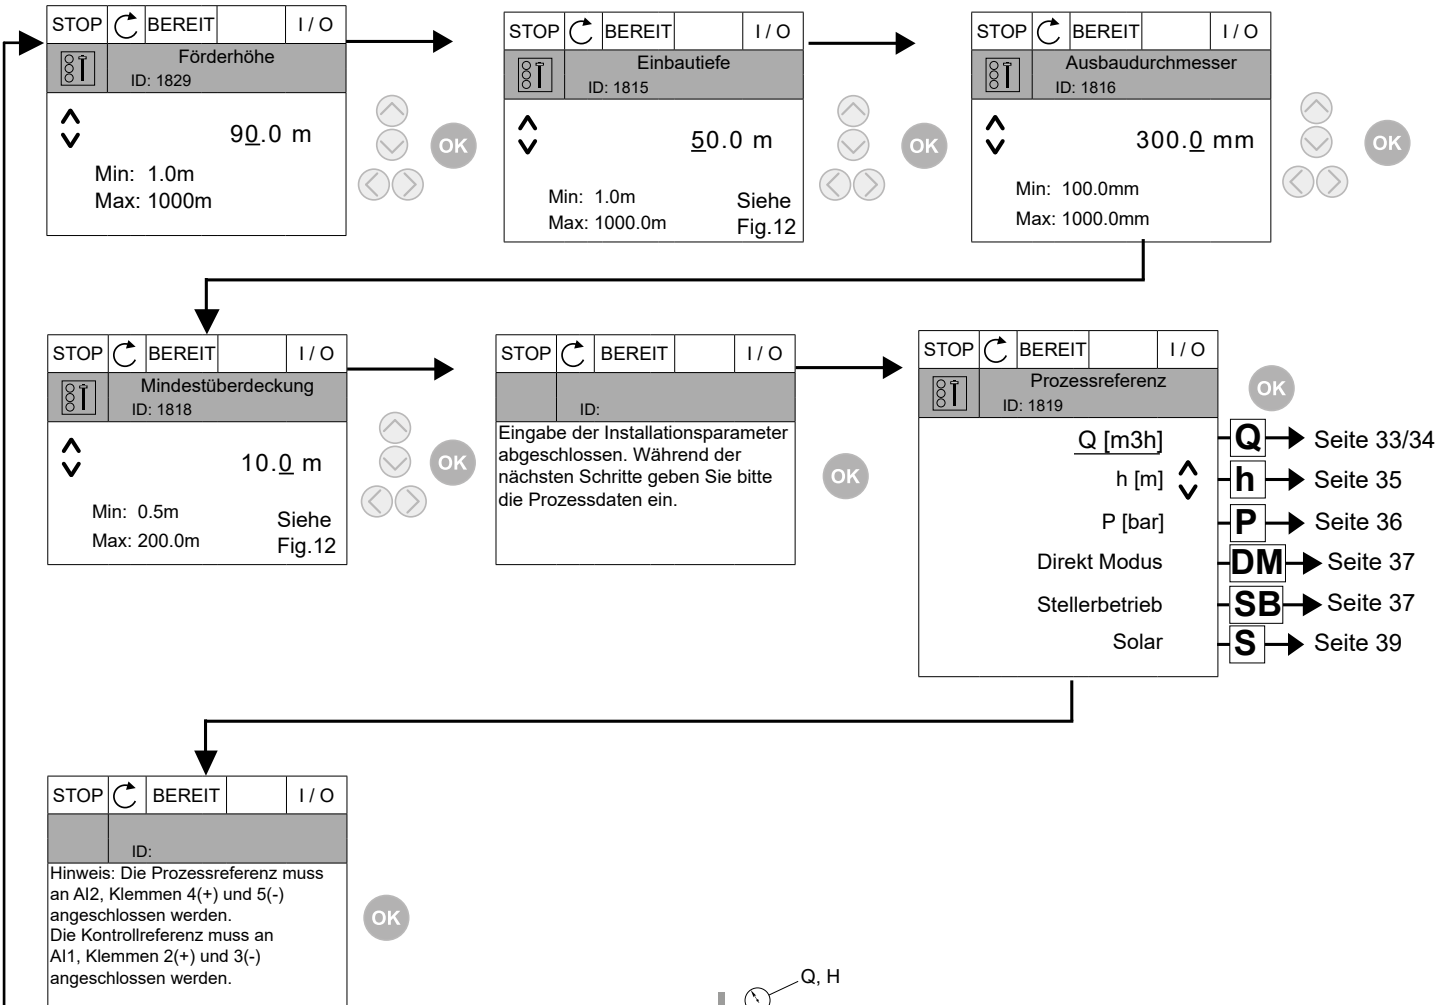 STOP BEREIT I / O
Förderhöhe
ID: 1829
90.0 m
Min: 1.0m
Max: 1000m
OK
STOP BEREIT I / O
Einbautiefe
ID: 1815
50.0 m
Min: 1.0m
Max: 1000.0m
Siehe
Fig.12
OK
STOP BEREIT I / O
Ausbaudurchmesser
ID: 1816
300.0 mm
Min: 100.0mm
Max: 1000.0mm
OK
STOP BEREIT I / O
Mindestüberdeckung
ID: 1818
10.0 m
Min: 0.5m
Max: 200.0m
Siehe
Fig.12
OK
STOP BEREIT I / O
ID:
Eingabe der Installationsparameter
abgeschlossen. Während der
nächsten Schritte geben Sie bitte
die Prozessdaten ein.
OK
STOP BEREIT I / O
Prozessreferenz
ID: 1819
OK
Q [m3h] Q Seite 33/34
h [m] h Seite 35
P [bar] P Seite 36
Direkt Modus DM Seite 37
Stellerbetrieb SB Seite 37
Solar S Seite 39
STOP BEREIT I / O
ID:
Hinweis: Die Prozessreferenz muss
an AI2, Klemmen 4(+) und 5(-)
angeschlossen werden.
Die Kontrollreferenz muss an
AI1, Klemmen 2(+) und 3(-)
angeschlossen werden.
OK
Q, H